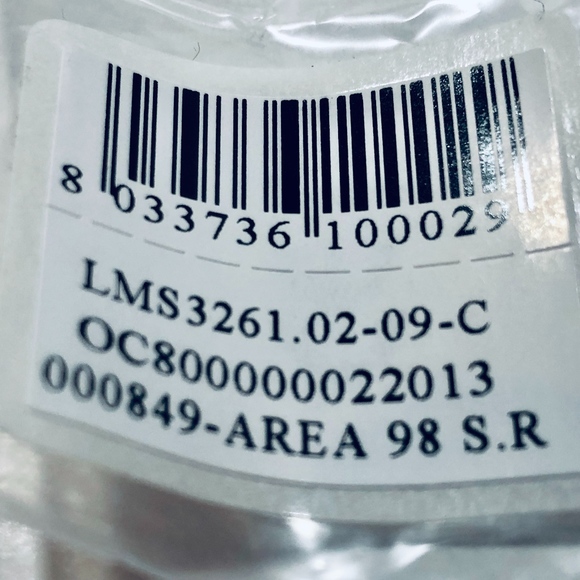 8 033736 100029
LMS3261.02-09-C
OC800000022013
000849-AREA 98 S.R